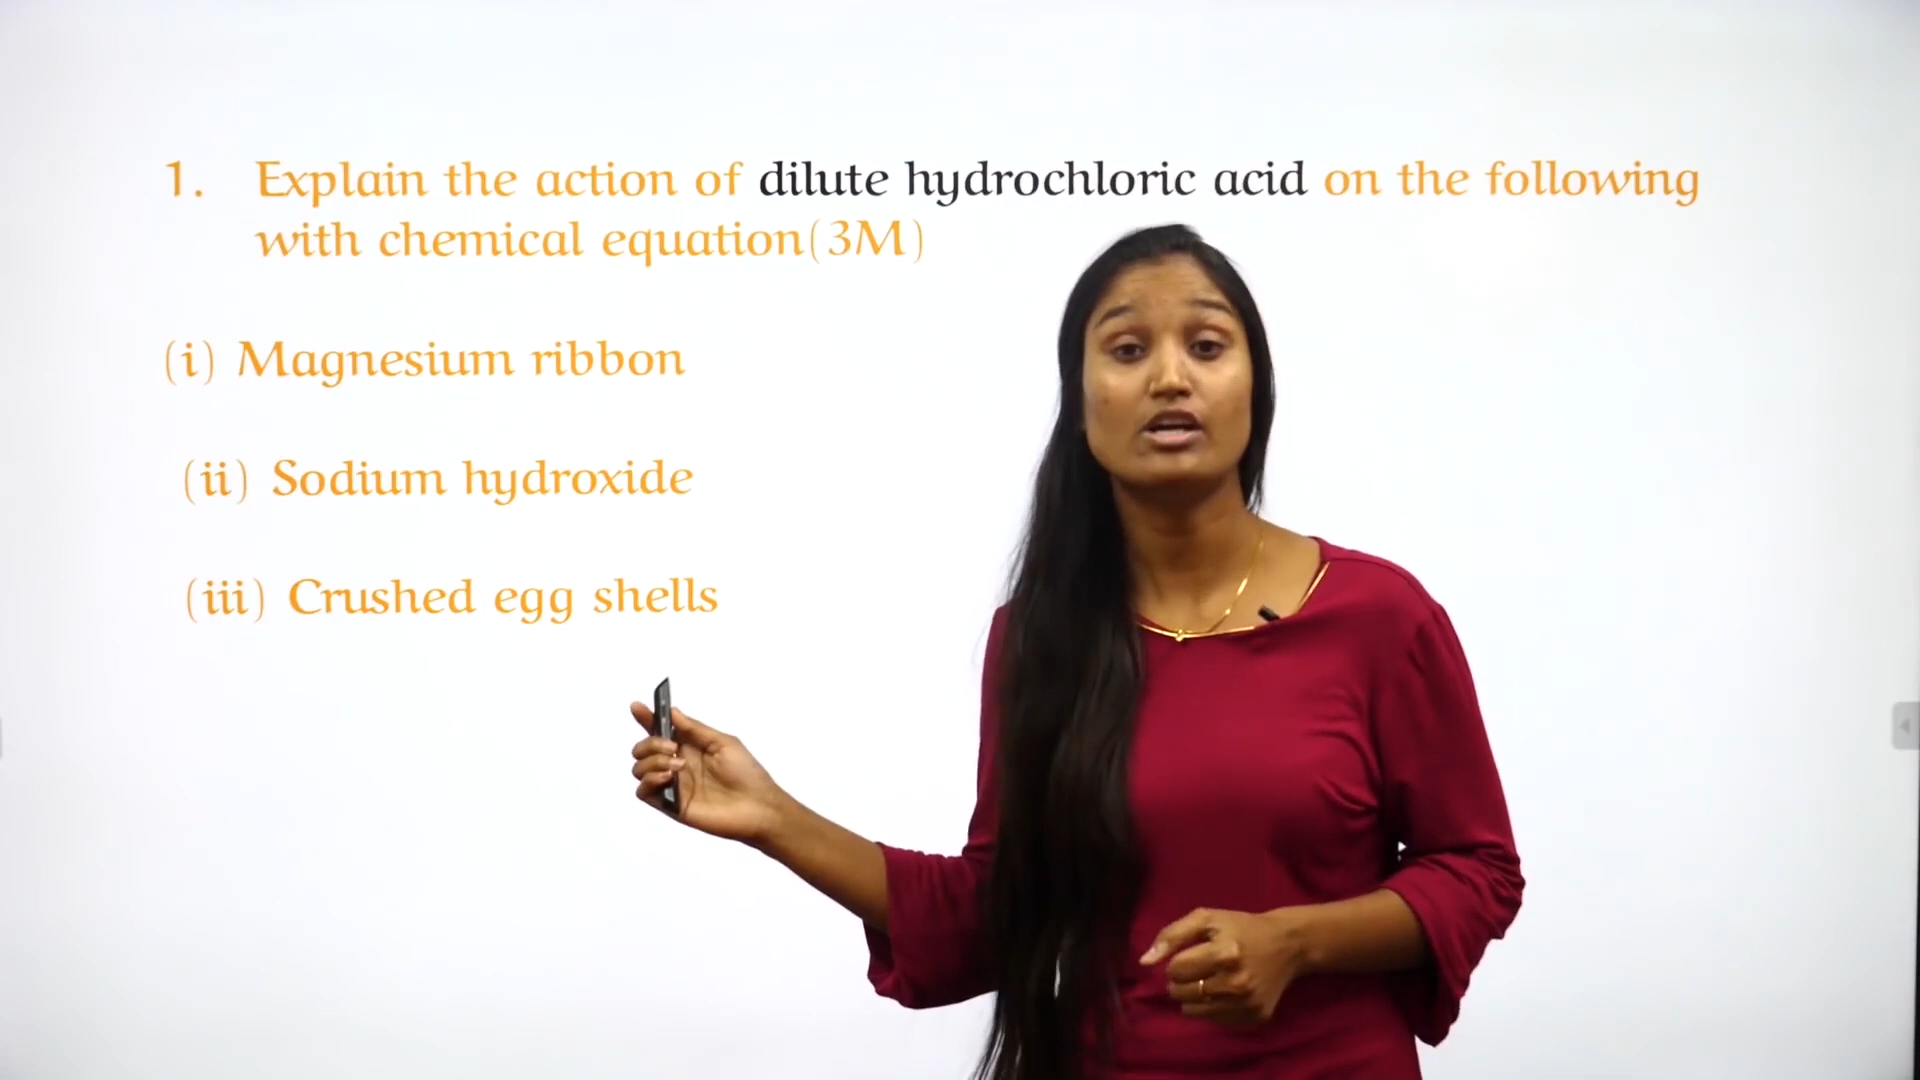 1. Explain the action of dilute hydrochloric acid on the following
with chemical equation(3M)
(i) Magnesium ribbon
(ii) Sodium hydroxide
(iii) Crushed egg shells